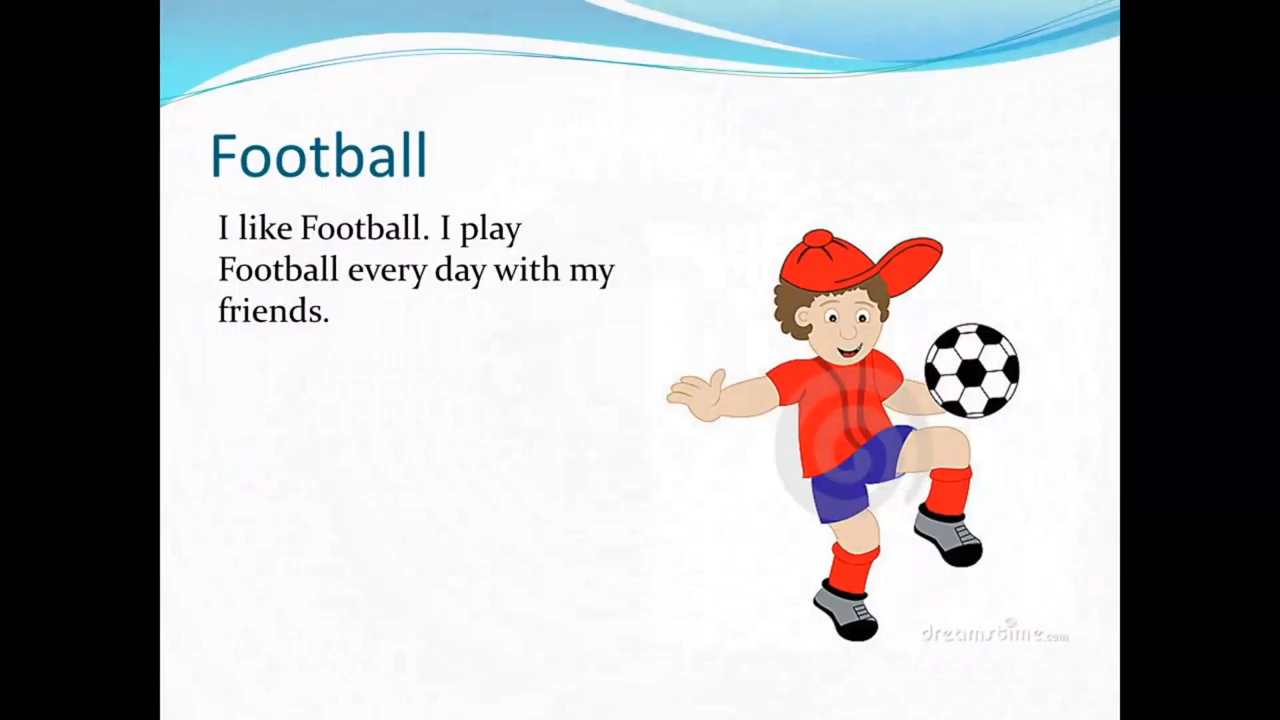 Football
I like Football. I play
Football every day with my
friends.
dreamstime.com